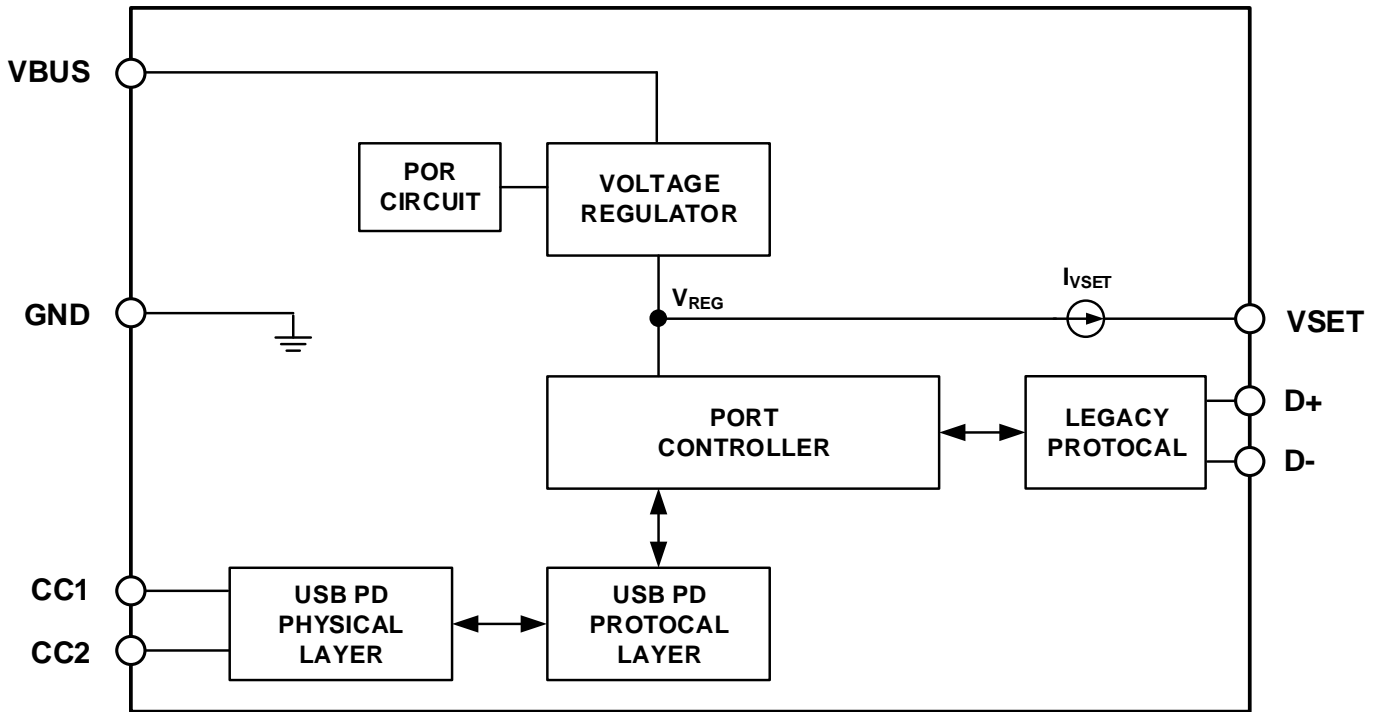 VBUS
POR
CIRCUIT
VOLTAGE
REGULATOR
GND
VREG
IVSET
VSET
PORT
CONTROLLER
LEGACY
PROTOCAL
D+
D-
CC1
CC2
USB PD
PHYSICAL
LAYER
USB PD
PROTOCAL
LAYER